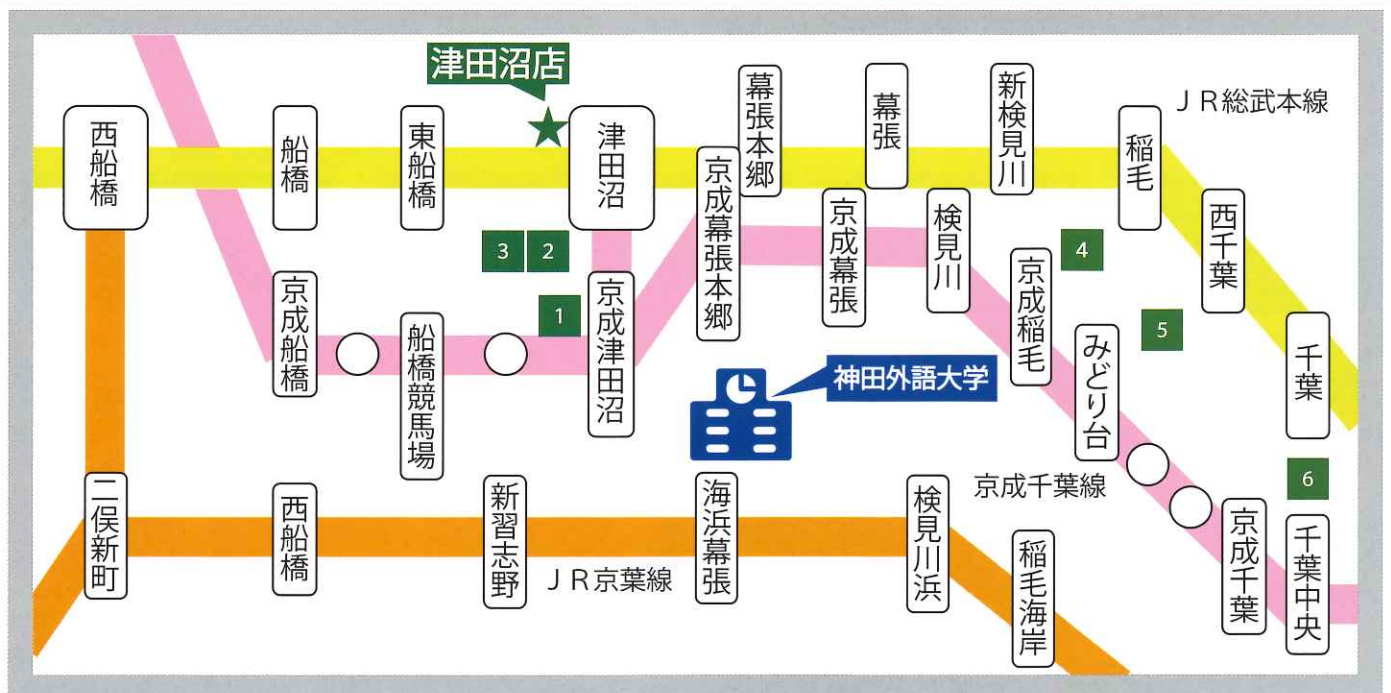 津田沼店
JR総武本線
西船橋
船橋
東船橋
津田沼
幕張本郷
幕張
新検見川
稲毛
西千葉
千葉
京成船橋
船橋競馬場
京成津田沼
京成幕張本郷
京成幕張
検見川
京成稲毛
みどり台
京成千葉
千葉中央
京成千葉線
3
2
1
4
5
6
神田外語大学
二俣新町
西船橋
新習志野
海浜幕張
検見川浜
稲毛海岸
JR京葉線